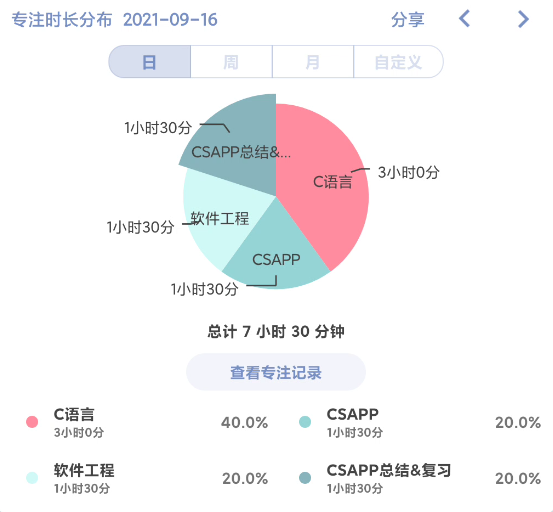 专注时长分布 2021-09-16 分享
日 周 月 自定义
1小时30分
CSAPP总结&...
C语言 3小时0分
1小时30分 软件工程
CSAPP
1小时30分
总计 7 小时 30 分钟
查看专注记录
C语言 40.0% CSAPP 20.0%
3小时0分 1小时30分
软件工程 20.0% CSAPP总结&复习 20.0%
1小时30分 1小时30分